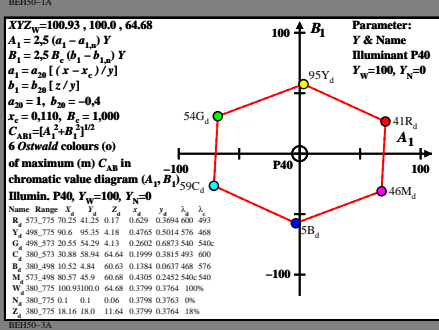 BEH50-1A
XYZw=100.93 , 100.0 , 64.68
A1 = 2,5 (a1 − a1,n) Y
B1 = 2,5 Bc (b1 − b1,n) Y
a1 = a20 [ ( x − xc )/y]
b1 = b20 [ z/y ]
a20 = 1, b20 = −0,4
xc = 0,110, Bc = 1,000
CAB1=[A1²+B1²]1/2
6 Ostwald colours (o)
of maximum (m) CAB in
chromatic value diagram (A1, B1)
Illumin. P40, YW=100, YN=0
Name Range Xd Yd Zd xd yd λd λc
Rd 573_775 70.25 41.25 0.17 0.629 0.3694 600 B
Yd 498_775 90.6 95.35 4.18 0.4765 0.5014 576 468
Gd 498_573 20.55 54.29 4.13 0.2602 0.6873 540 540c
Cd 380_573 30.88 58.94 64.64 0.1999 0.3815 493 600
Bd 380_498 10.52 4.84 60.63 0.1384 0.0637 468 576
Md 573_498 80.57 45.9 60.68 0.4305 0.2452 540c 540
Wd 380_775 100.93100.0 64.68 0.3799 0.3764 100%
Nd 380_775 0.1 0.1 0.06 0.3798 0.3763 0%
Zd 380_775 18.16 18.0 11.64 0.3799 0.3764 18%
100
B1
95Yd
54Gd
41Rd
A1
−100
P40
100
59Cd
46Md
5Bd
−100
Parameter:
Y & Name
Illuminant P40
YW=100, YN=0
BEH50-3A